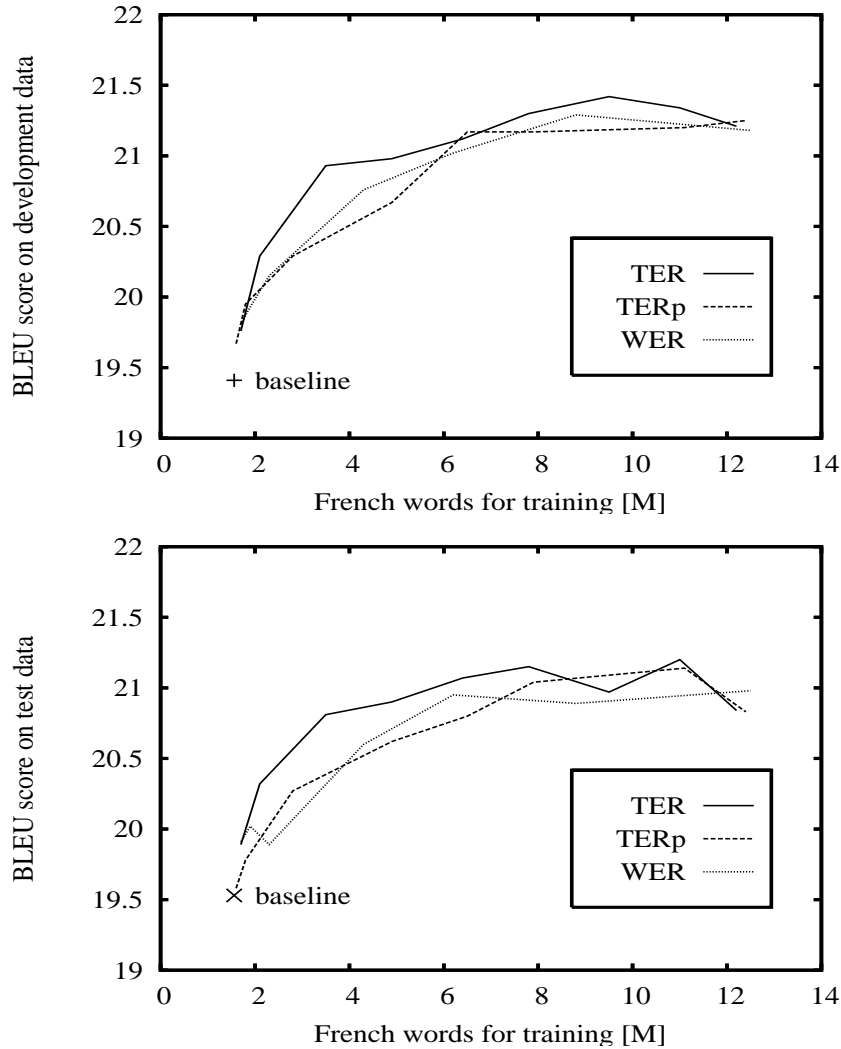 22
21.5
21
20.5
20
19.5
19
BLEU score on development data
TER
TERp
WER
baseline
0 2 4 6 8 10 12 14
French words for training [M]
22
21.5
21
20.5
20
19.5
19
BLEU score on test data
TER
TERp
WER
baseline
0 2 4 6 8 10 12 14
French words for training [M]